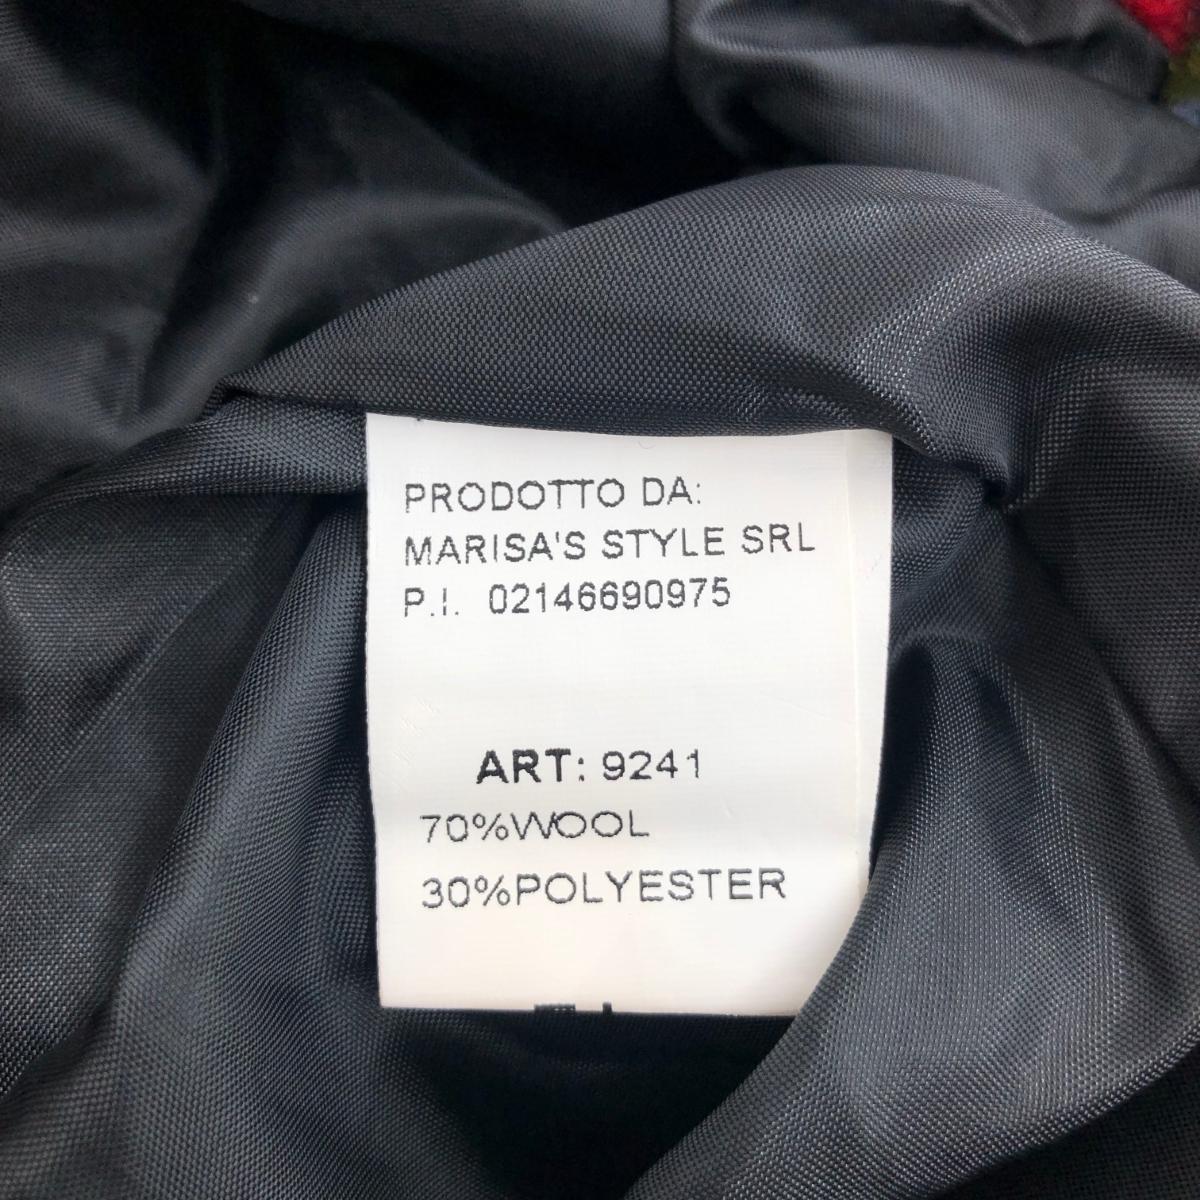 PRODOTTO DA:
MARISA'S STYLE SRL
P.I. 02146690975
ART: 9241
70%WOOL
30%POLYESTER